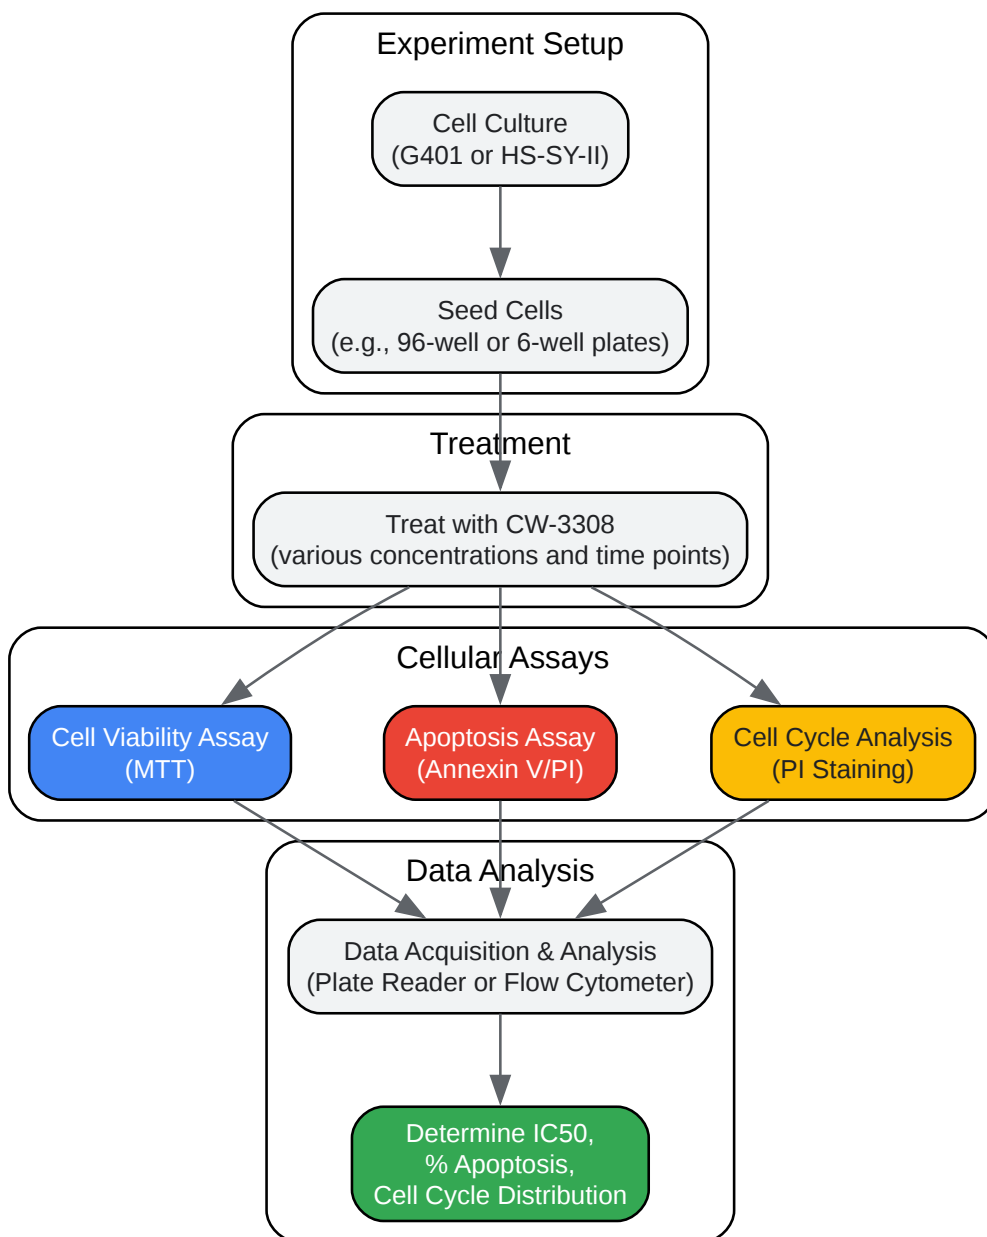 Experiment Setup
Cell Culture
(G401 or HS-SY-II)
Seed Cells
(e.g., 96-well or 6-well plates)
Treatment
Treat with CW-3308
(various concentrations and time points)
Cellular Assays
Cell Viability Assay
(MTT)
Apoptosis Assay
(Annexin V/PI)
Cell Cycle Analysis
(PI Staining)
Data Analysis
Data Acquisition & Analysis
(Plate Reader or Flow Cytometer)
Determine IC50,
% Apoptosis,
Cell Cycle Distribution